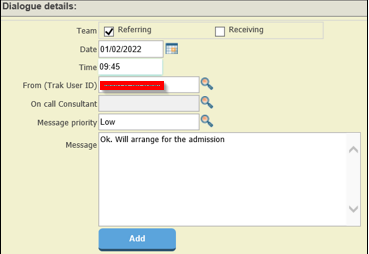 Dialogue details:
Team Referring Receiving
Date 01/02/2022
Time 09:45
From (Trak User ID)
On call Consultant
Message priority Low
Message Ok. Will arrange for the admission
Add